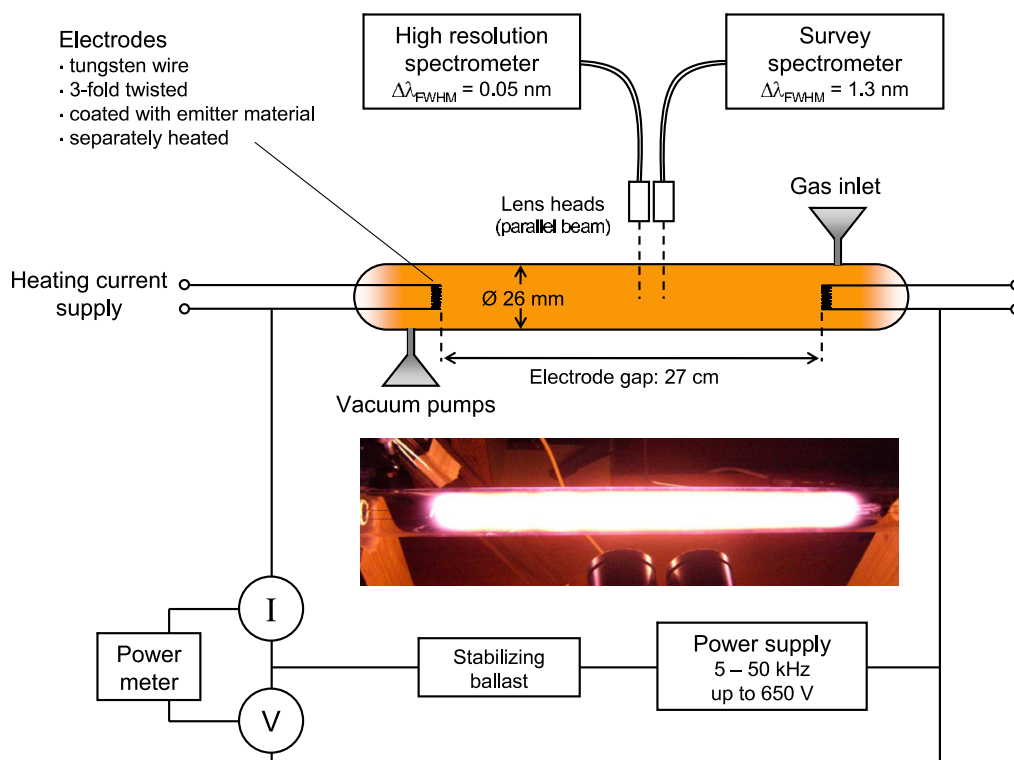 Electrodes
· tungsten wire
· 3-fold twisted
· coated with emitter material
· separately heated
High resolution
spectrometer
Δλ_FWHM = 0.05 nm
Survey
spectrometer
Δλ_FWHM = 1.3 nm
Lens heads
(parallel beam)
Gas inlet
Heating current
supply
Ø 26 mm
Electrode gap: 27 cm
Vacuum pumps
I
Power
meter
V
Stabilizing
ballast
Power supply
5 – 50 kHz
up to 650 V